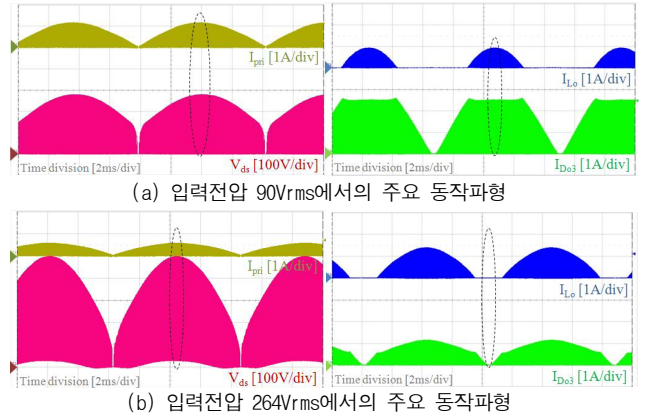 I_pri [1A/div]
V_ds [100V/div]
Time division [2ms/div]
I_Lo [1A/div]
I_Do3 [1A/div]
Time division [2ms/div]
(a) 입력전압 90Vrms에서의 주요 동작파형
I_pri [1A/div]
V_ds [100V/div]
Time division [2ms/div]
I_Lo [1A/div]
I_Do3 [1A/div]
Time division [2ms/div]
(b) 입력전압 264Vrms에서의 주요 동작파형